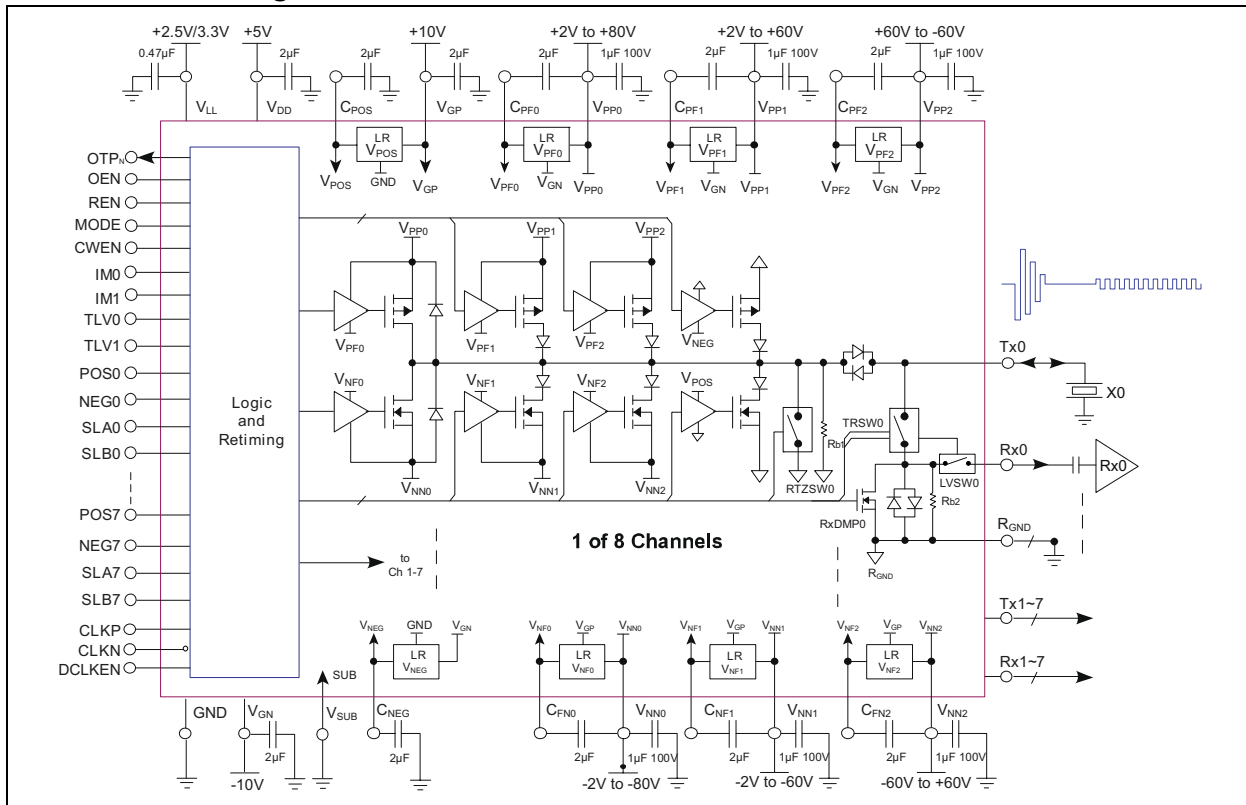 +2.5V/3.3V +5V +10V +2V to +80V +2V to +60V +60V to -60V
0.47µF 2µF 2µF 2µF 2µF 1µF 100V 2µF 1µF 100V 2µF 1µF 100V
VLL VDD CPOS VGP CPF0 VPP0 CPF1 VPP1 CPF2 VPP2
LR VPOS
LR VPF0
LR VPF1
LR VPF2
VPOS GND VGP VPF0 VGN VPP0 VPF1 VGN VPP1 VPF2 VGN VPP2
OTPN
OEN
REN
MODE
CWEN
IM0
IM1
TLV0
TLV1
POS0
NEG0
SLA0
SLB0
POS7
NEG7
SLA7
SLB7
CLKP
CLKN
DCLKEN
Logic
and
Retiming
VPP0 VPP1 VPP2
VPF0 VPF1 VPF2 VNEG
VNF0 VNF1 VNF2 VPOS
VNN0 VNN1 VNN2
Rb1
RTZSW0
TRSW0
LVSW0
Rb2
RxDMP0
RGND
Tx0
X0
Rx0
Rx0
RGND
Tx1~7
Rx1~7
1 of 8 Channels
to
Ch 1-7
VNEG GND VGN VNF0 VGP VNN0 VNF1 VGP VNN1 VNF2 VGP VNN2
LR VNEG
LR VNF0
LR VNF1
LR VNF2
SUB
GND VGN VSUB CNEG CFN0 VNN0 CNF1 VNN1 CFN2 VNN2
2µF 2µF 2µF 1µF 100V 2µF 1µF 100V 2µF 1µF 100V
-10V -2V to -80V -2V to -60V -60V to +60V